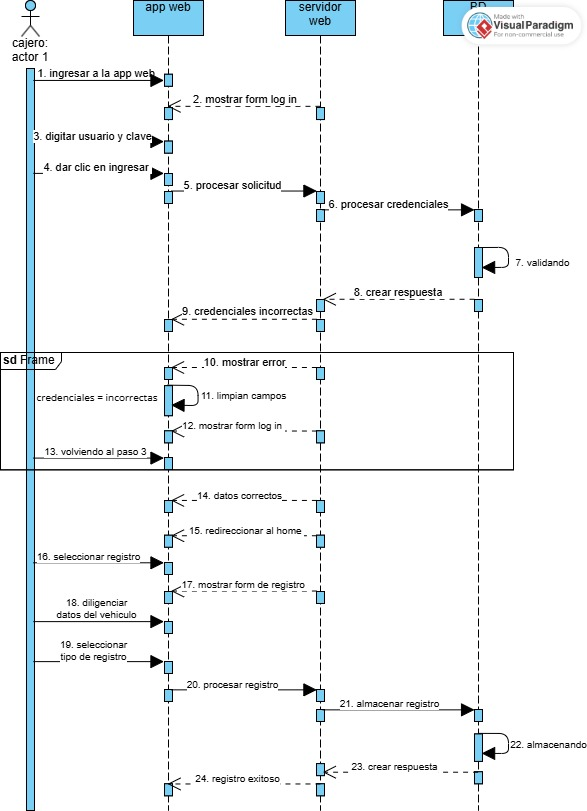 app web
servidor
web
BD
Made with
VisualParadigm
For non-commercial use
cajero:
actor 1
1. ingresar a la app web
2. mostrar form log in
3. digitar usuario y clave
4. dar clic en ingresar
5. procesar solicitud
6. procesar credenciales
7. validando
8. crear respuesta
9. credenciales incorrectas
sd Frame
10. mostrar error
credenciales = incorrectas
11. limpian campos
12. mostrar form log in
13. volviendo al paso 3
14. datos correctos
15. redireccionar al home
16. seleccionar registro
17. mostrar form de registro
18. diligenciar
datos del vehiculo
19. seleccionar
tipo de registro
20. procesar registro
21. almacenar registro
22. almacenando
23. crear respuesta
24. registro exitoso